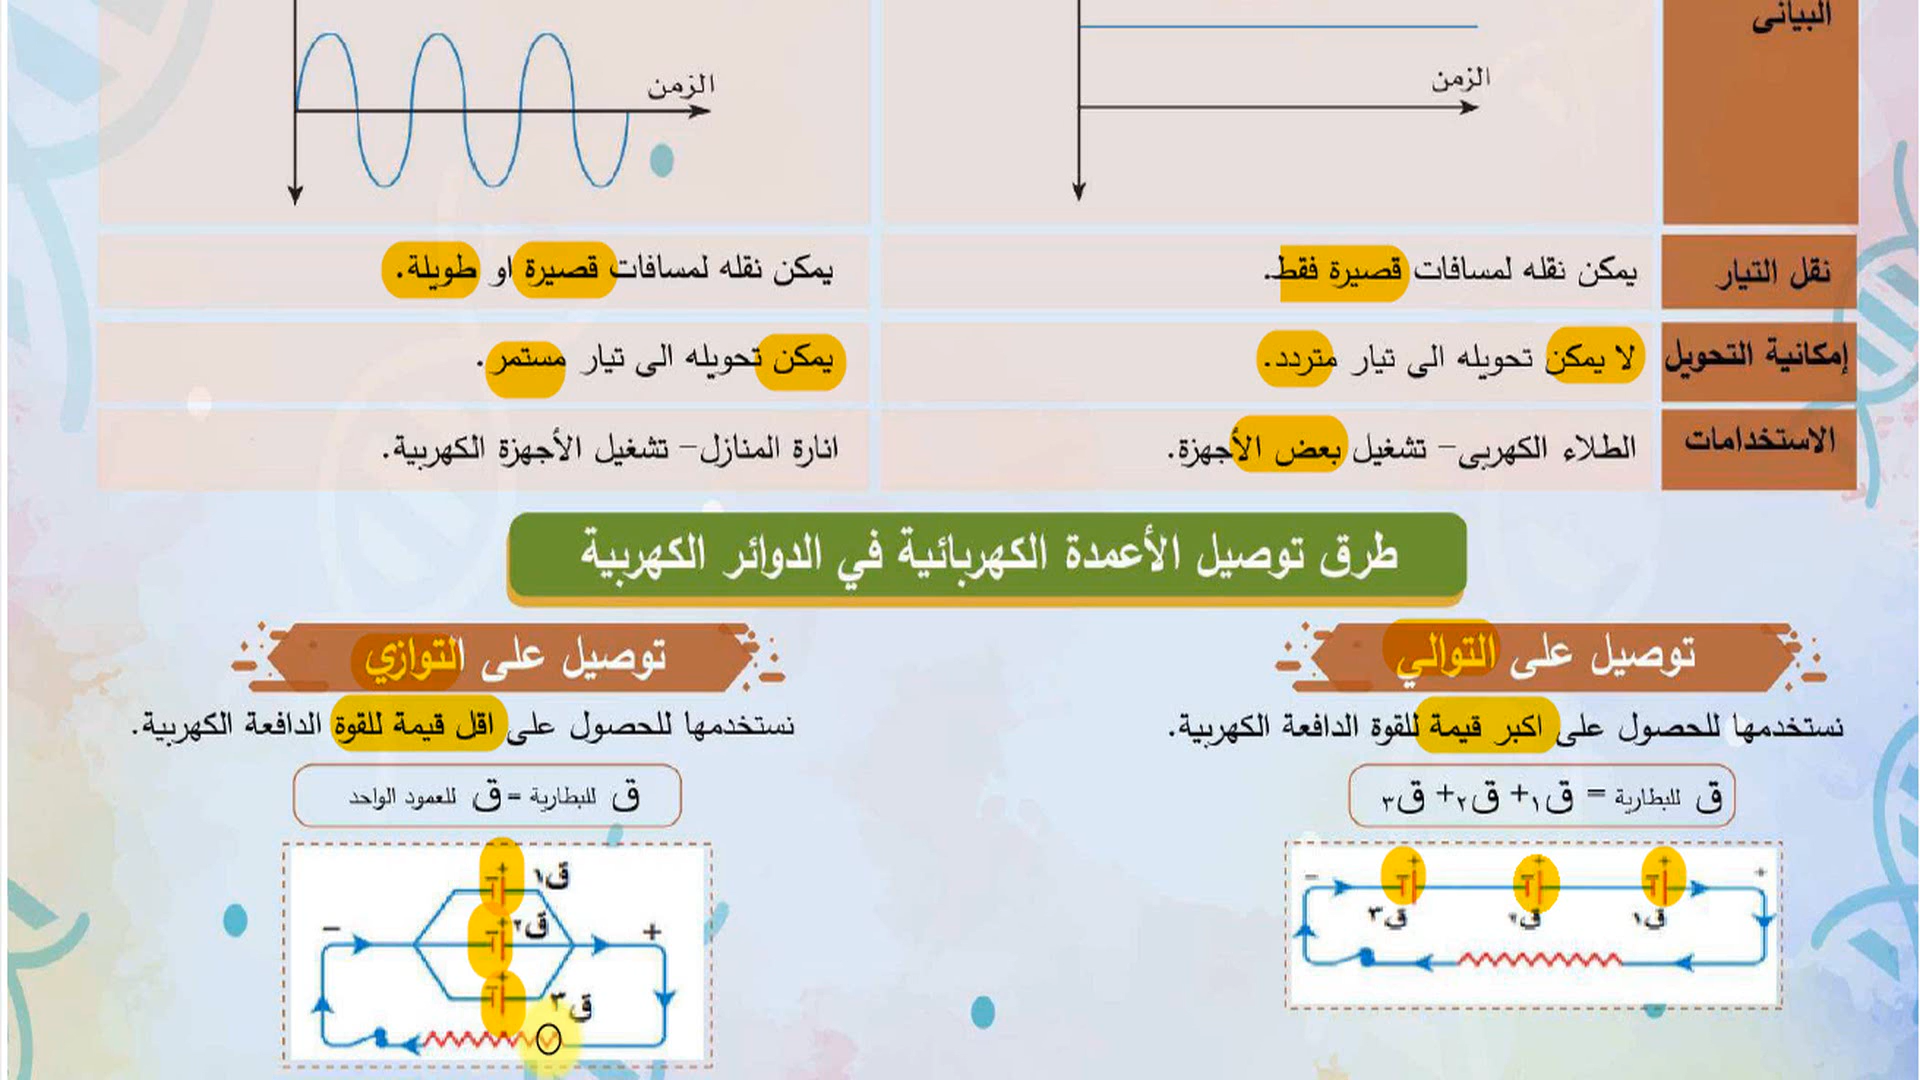 البيانى
الزمن
الزمن
نقل التيار
يمكن نقله لمسافات قصيرة فقط.
يمكن نقله لمسافات قصيرة او طويلة.
إمكانية التحويل
لا يمكن تحويله الى تيار متردد.
يمكن تحويله الى تيار مستمر.
الاستخدامات
الطلاء الكهربى- تشغيل بعض الأجهزة.
انارة المنازل- تشغيل الأجهزة الكهربية.
طرق توصيل الأعمدة الكهربائية في الدوائر الكهربية
توصيل على التوالي
نستخدمها للحصول على اكبر قيمة للقوة الدافعة الكهربية.
ق للبطارية = ق١ + ق٢ + ق٣
- + + + +
ق٣ ق٢ ق١
توصيل على التوازي
نستخدمها للحصول على اقل قيمة للقوة الدافعة الكهربية.
ق للبطارية = ق للعمود الواحد
+ ق١
- + ق٢ +
+ ق٣